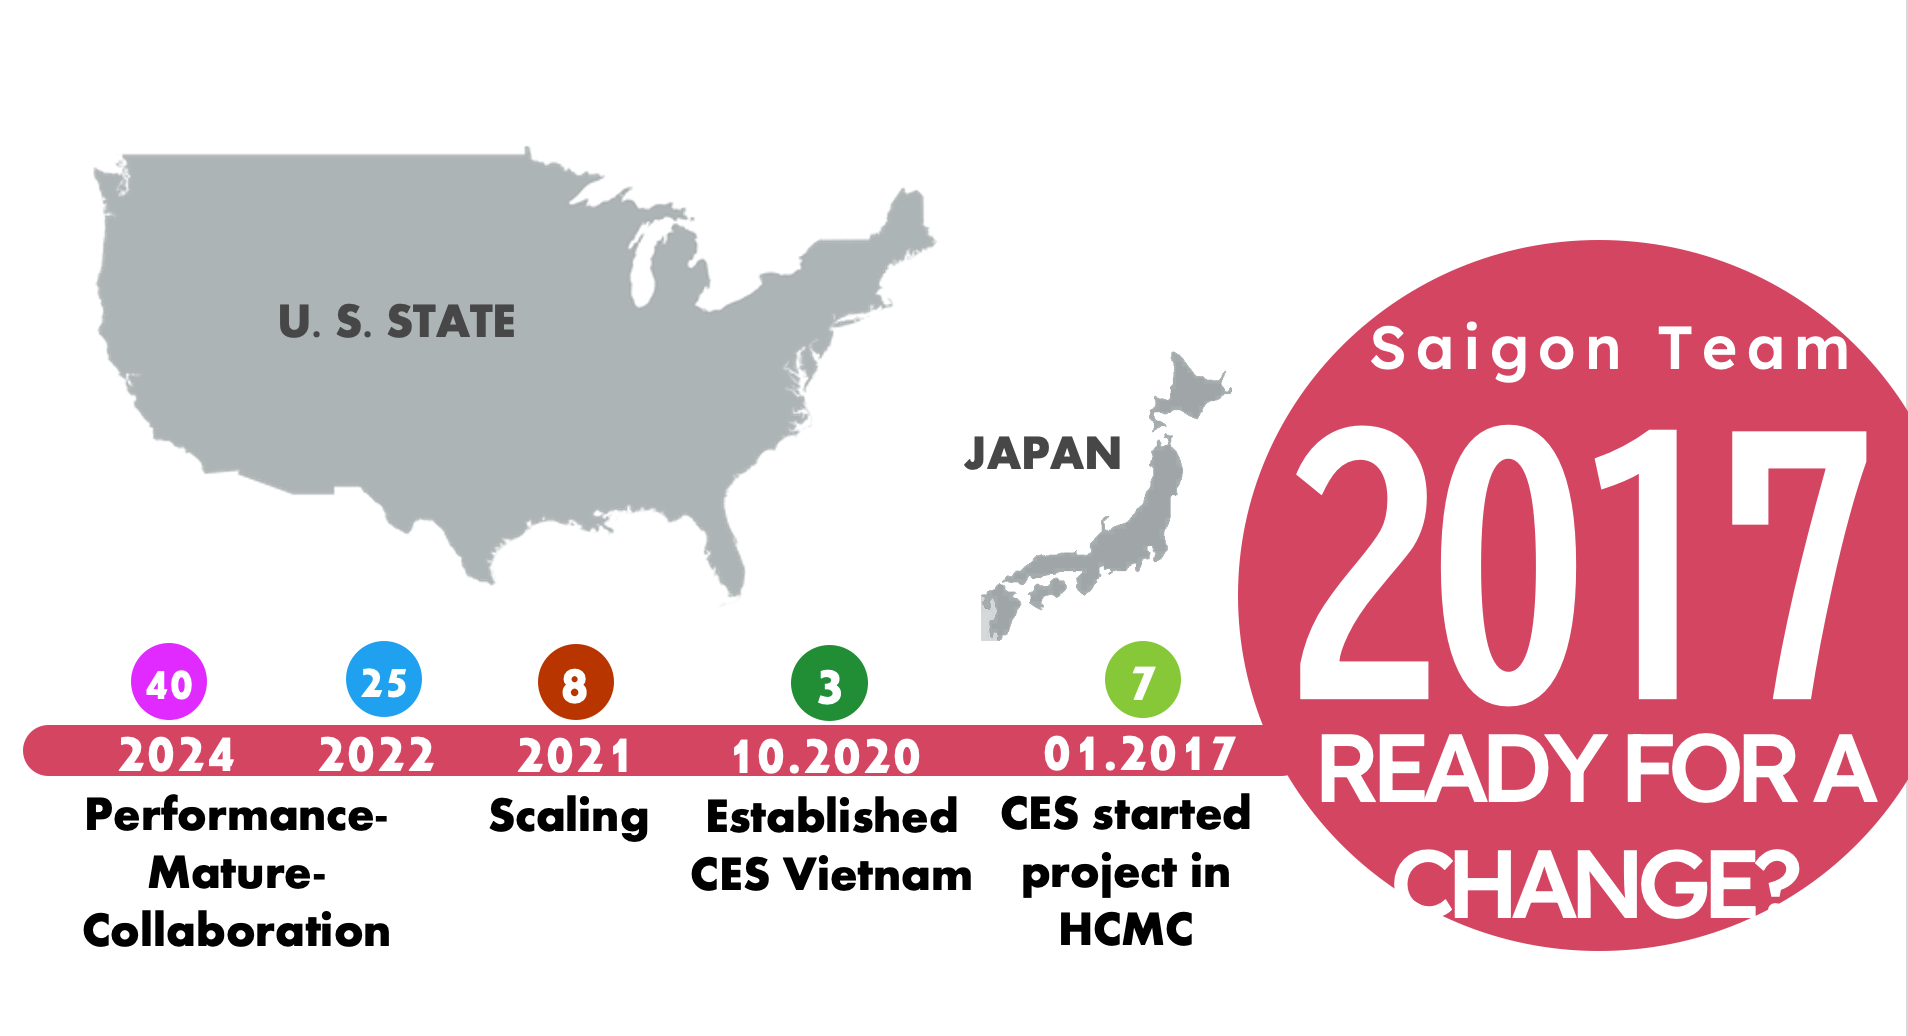 U. S. STATE
JAPAN
Saigon Team
2017
READY FOR A
CHANGE?
40
25
8
3
7
2024
2022
2021
10.2020
01.2017
Performance-
Mature-
Collaboration
Scaling
Established
CES Vietnam
CES started
project in
HCMC